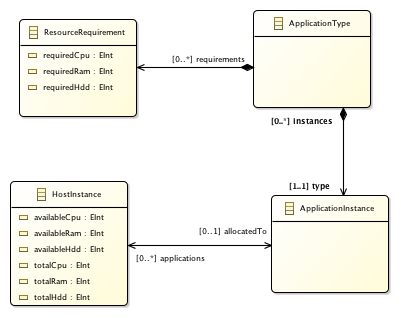 ResourceRequirement
requiredCpu : EInt
requiredRam : EInt
requiredHdd : EInt
ApplicationType
[0..*] requirements
[0..*] instances
[1..1] type
HostInstance
availableCpu : EInt
availableRam : EInt
availableHdd : EInt
totalCpu : EInt
totalRam : EInt
totalHdd : EInt
[0..1] allocatedTo
[0..*] applications
ApplicationInstance